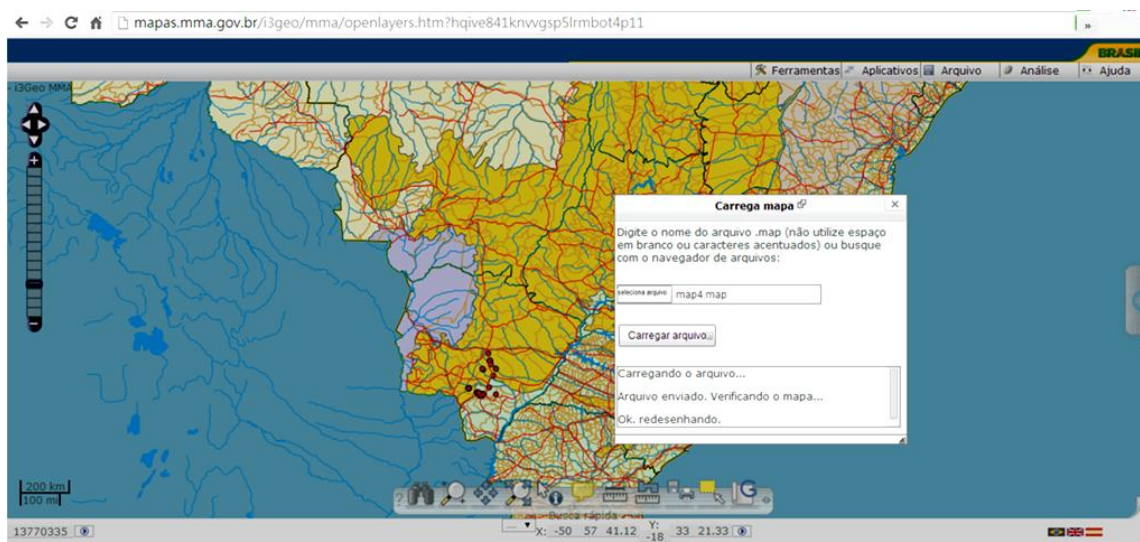 mapas.mma.gov.br/i3geo/mma/openlayers.htm?hqive841knvvgsp5lrmbot4p11
»
BRASIL
Ferramentas Aplicativos Arquivo Análise Ajuda
i3Geo MMA
Carrega mapa
Digite o nome do arquivo .map (não utilize espaço
em branco ou caracteres acentuados) ou busque
com o navegador de arquivos:
seleciona arquivo map4 map
Carregar arquivo
Carregando o arquivo...
Arquivo enviado. Verificando o mapa...
Ok. redesenhando.
200 km
100 mi
?
Busca rápida
13770335 ... X: -50 57 41.12 Y: -18 33 21.33